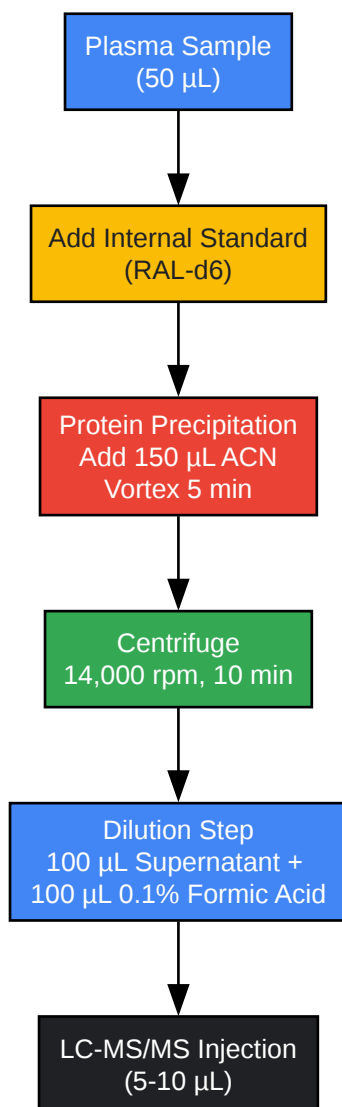 Plasma Sample
(50 µL)
Add Internal Standard
(RAL-d6)
Protein Precipitation
Add 150 µL ACN
Vortex 5 min
Centrifuge
14,000 rpm, 10 min
Dilution Step
100 µL Supernatant +
100 µL 0.1% Formic Acid
LC-MS/MS Injection
(5-10 µL)